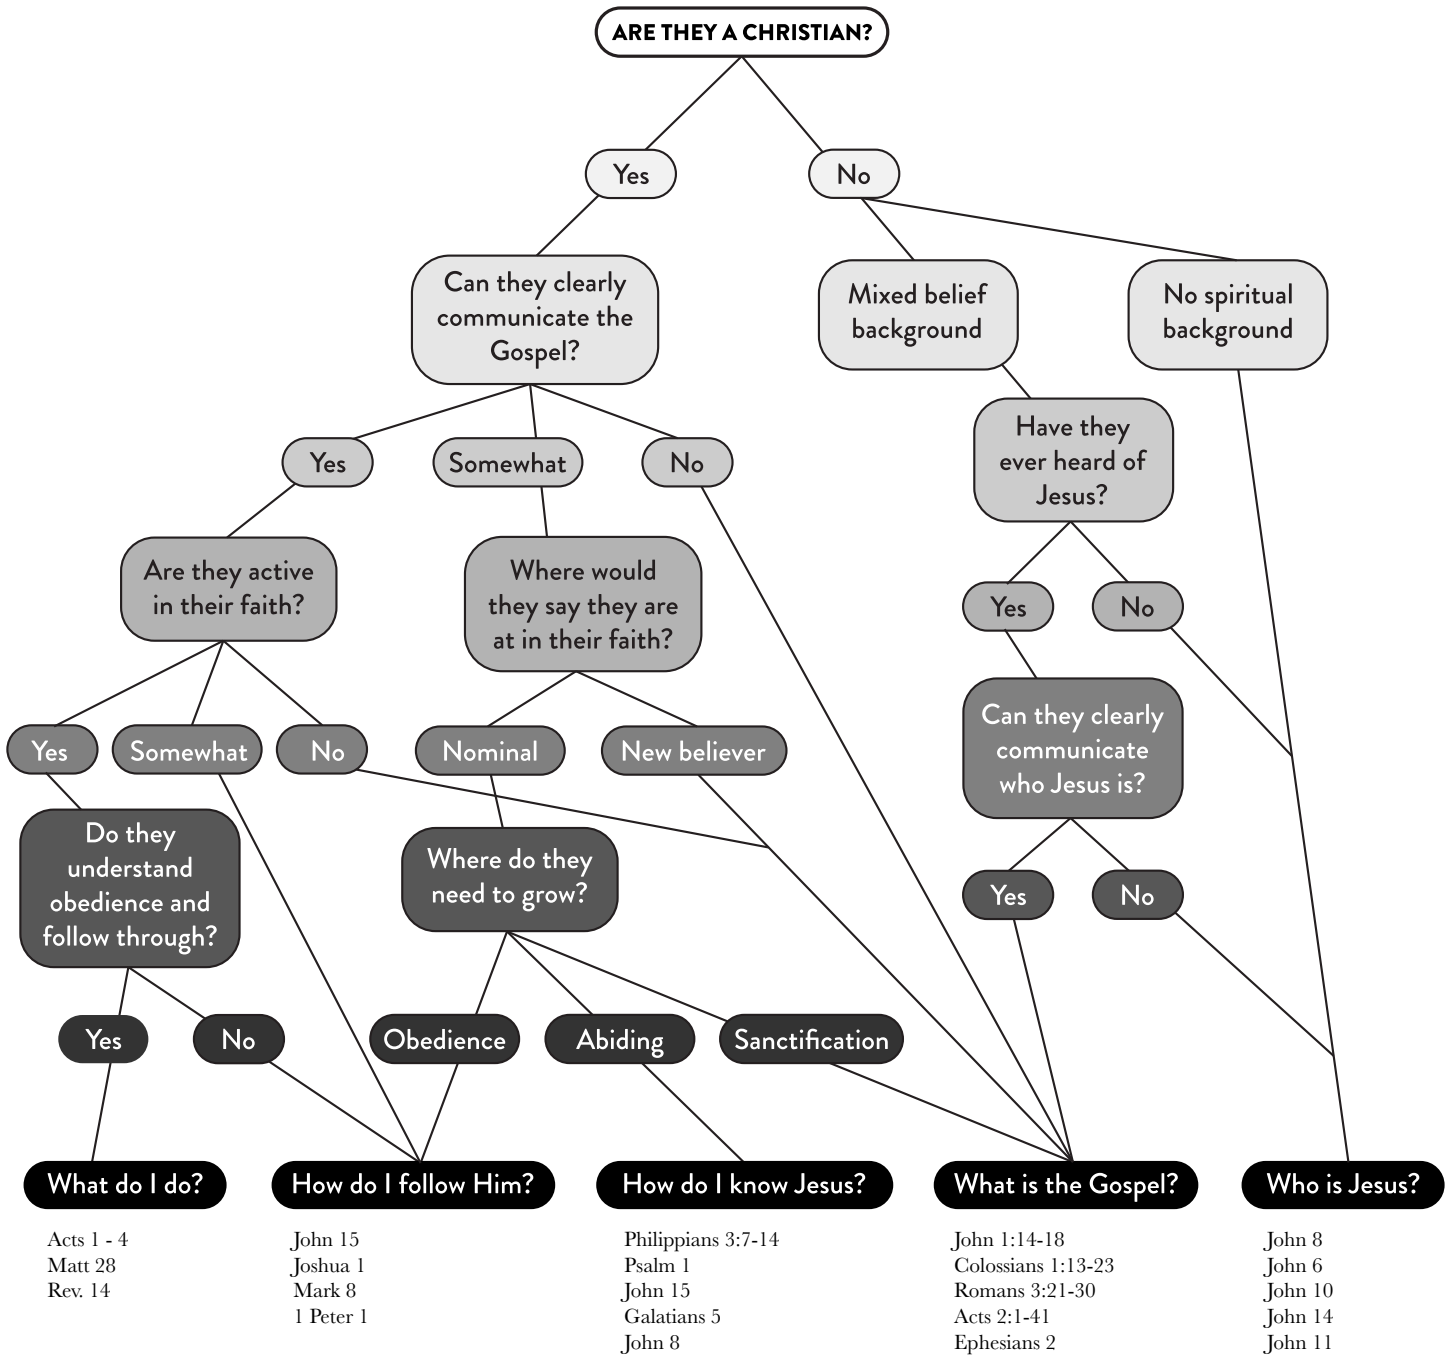 ARE THEY A CHRISTIAN?
Yes
No
Can they clearly
communicate the
Gospel?
Mixed belief
background
No spiritual
background
Have they
ever heard of
Jesus?
Yes
Somewhat
No
Are they active
in their faith?
Where would
they say they are
at in their faith?
Yes
No
Can they clearly
communicate
who Jesus is?
Yes
Somewhat
No
Nominal
New believer
Do they
understand
obedience and
follow through?
Where do they
need to grow?
Yes
No
Yes
No
Obedience
Abiding
Sanctification
What do I do?
How do I follow Him?
How do I know Jesus?
What is the Gospel?
Who is Jesus?
Acts 1 - 4
Matt 28
Rev. 14
John 15
Joshua 1
Mark 8
1 Peter 1
Philippians 3:7-14
Psalm 1
John 15
Galatians 5
John 8
John 1:14-18
Colossians 1:13-23
Romans 3:21-30
Acts 2:1-41
Ephesians 2
John 8
John 6
John 10
John 14
John 11